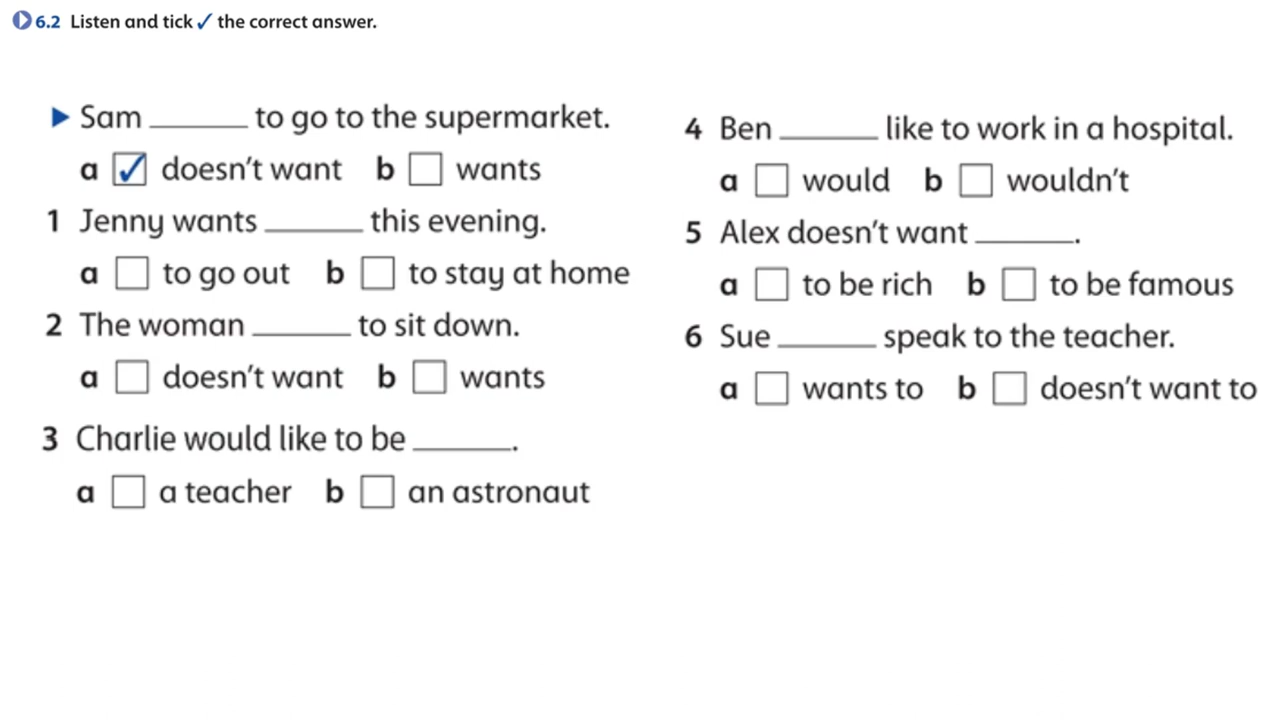 6.2 Listen and tick ✓ the correct answer.
▶ Sam ______ to go to the supermarket.
a ☑ doesn't want b ☐ wants
1 Jenny wants ______ this evening.
a ☐ to go out b ☐ to stay at home
2 The woman ______ to sit down.
a ☐ doesn't want b ☐ wants
3 Charlie would like to be ______.
a ☐ a teacher b ☐ an astronaut
4 Ben ______ like to work in a hospital.
a ☐ would b ☐ wouldn't
5 Alex doesn't want ______.
a ☐ to be rich b ☐ to be famous
6 Sue ______ speak to the teacher.
a ☐ wants to b ☐ doesn't want to